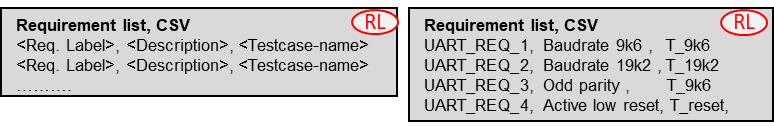 Requirement list, CSV
RL
<Req. Label>, <Description>, <Testcase-name>
<Req. Label>, <Description>, <Testcase-name>
……….
Requirement list, CSV
RL
UART_REQ_1, Baudrate 9k6 , T_9k6
UART_REQ_2, Baudrate 19k2 , T_19k2
UART_REQ_3, Odd parity , T_9k6
UART_REQ_4, Active low reset, T_reset,